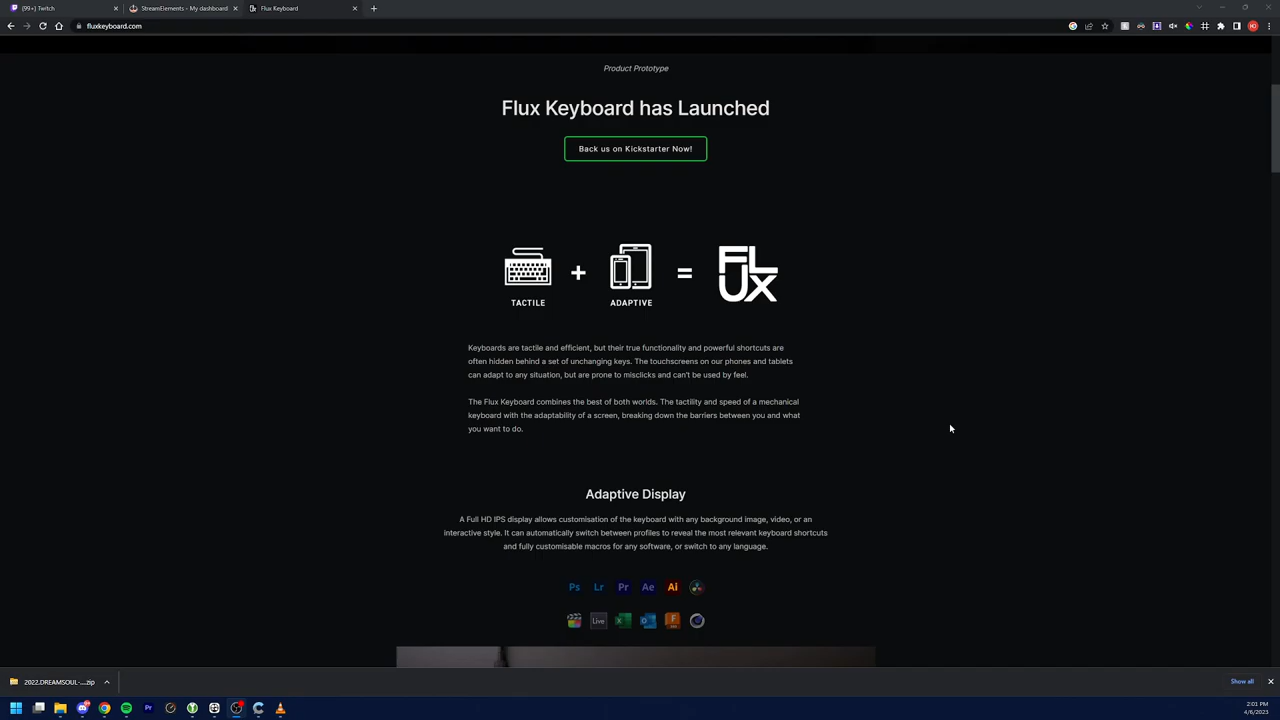 (99+) Twitch
StreamElements - My dashboard
Flux Keyboard
fluxkeyboard.com
Product Prototype
Flux Keyboard has Launched
Back us on Kickstarter Now!
+
=
FLUX
TACTILE
ADAPTIVE
Keyboards are tactile and efficient, but their true functionality and powerful shortcuts are
often hidden behind a set of unchanging keys. The touchscreens on our phones and tablets
can adapt to any situation, but are prone to misclicks and can't be used by feel.
The Flux Keyboard combines the best of both worlds. The tactility and speed of a mechanical
keyboard with the adaptability of a screen, breaking down the barriers between you and what
you want to do.
Adaptive Display
A Full HD IPS display allows customisation of the keyboard with any background image, video, or an
interactive style. It can automatically switch between profiles to reveal the most relevant keyboard shortcuts
and fully customisable macros for any software, or switch to any language.
Ps Lr Pr Ae Ai
Live
2022.DREAMSOUL-....zip
Show all
Pr
2:01 PM
4/6/2023